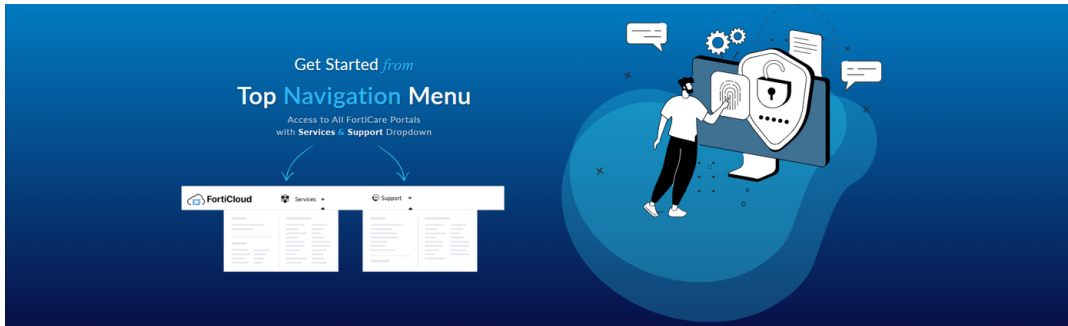 Get Started from
Top Navigation Menu
Access to All FortiCare Portals
with Services & Support Dropdown
FortiCloud Services Support